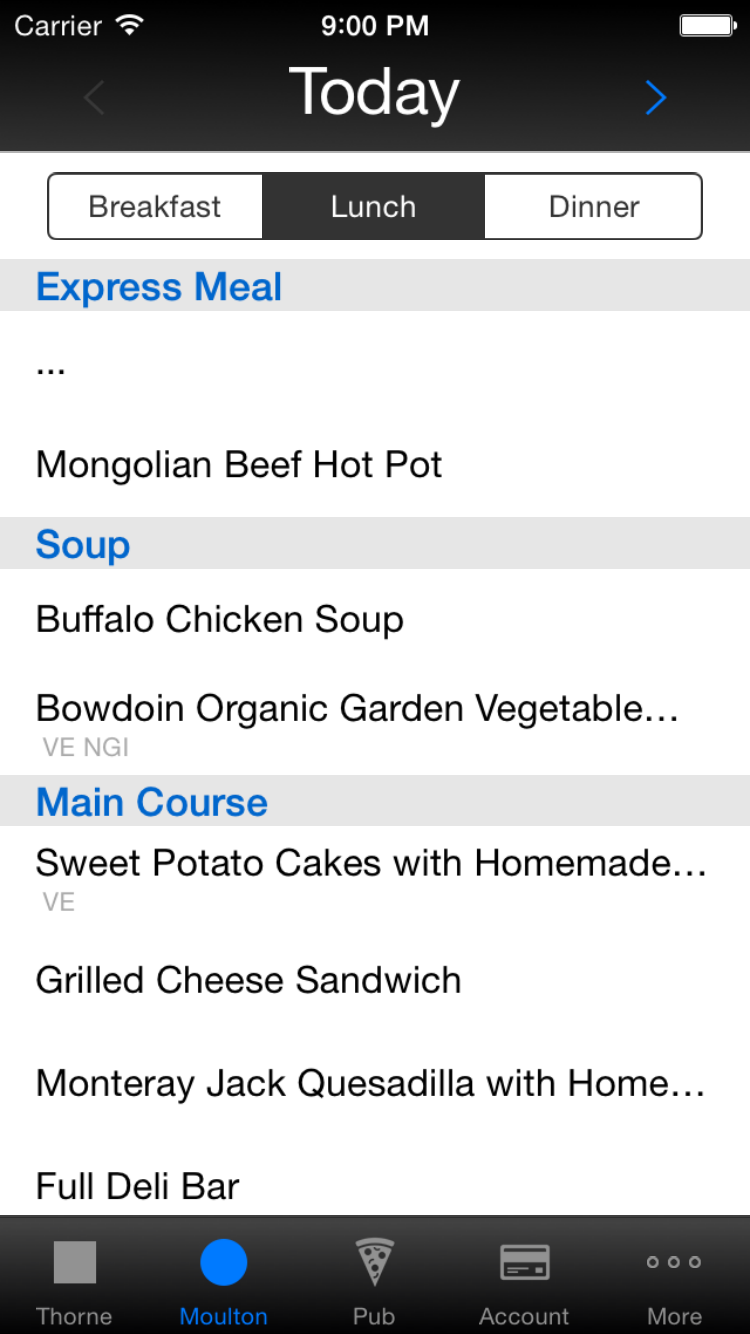 Carrier 9:00 PM
Today
Breakfast Lunch Dinner
Express Meal
...
Mongolian Beef Hot Pot
Soup
Buffalo Chicken Soup
Bowdoin Organic Garden Vegetable...
VE NGI
Main Course
Sweet Potato Cakes with Homemade...
VE
Grilled Cheese Sandwich
Monteray Jack Quesadilla with Home...
Full Deli Bar
Thorne Moulton Pub Account More